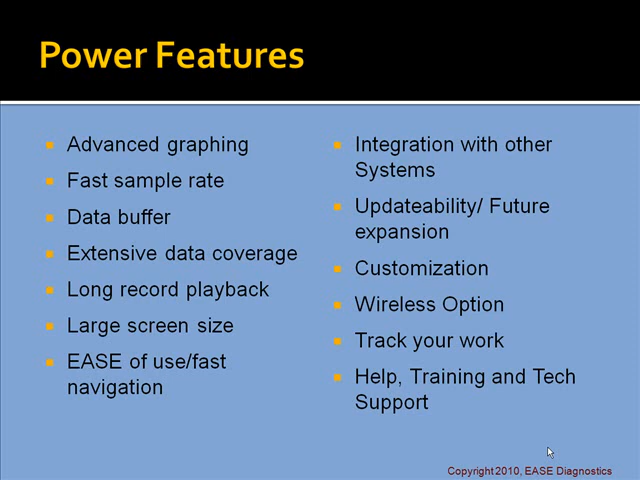 Power Features
Advanced graphing
Fast sample rate
Data buffer
Extensive data coverage
Long record playback
Large screen size
EASE of use/fast
navigation
Integration with other
Systems
Updateability/ Future
expansion
Customization
Wireless Option
Track your work
Help, Training and Tech
Support
Copyright 2010, EASE Diagnostics